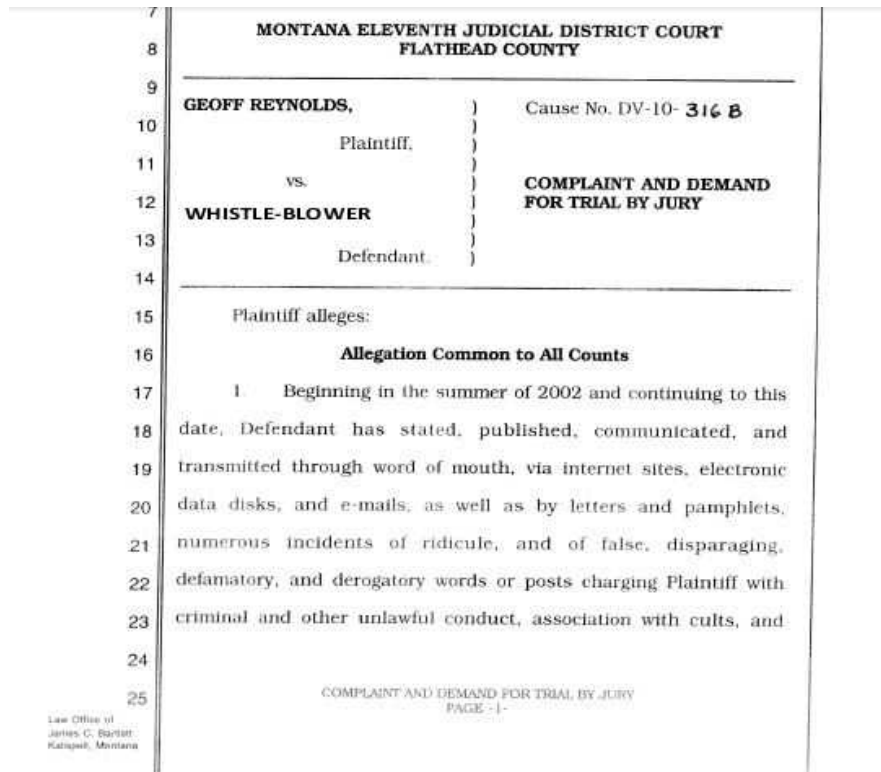 7
MONTANA ELEVENTH JUDICIAL DISTRICT COURT
8 FLATHEAD COUNTY
9
GEOFF REYNOLDS, ) Cause No. DV-10- 316 B
10 )
Plaintiff, )
11 )
vs. ) COMPLAINT AND DEMAND
12 ) FOR TRIAL BY JURY
WHISTLE-BLOWER )
13 )
Defendant. )
14
15 Plaintiff alleges:
16 Allegation Common to All Counts
17 1 Beginning in the summer of 2002 and continuing to this
18 date, Defendant has stated, published, communicated, and
19 transmitted through word of mouth, via internet sites, electronic
20 data disks, and e-mails, as well as by letters and pamphlets,
21 numerous incidents of ridicule, and of false, disparaging,
22 defamatory, and derogatory words or posts charging Plaintiff with
23 criminal and other unlawful conduct, association with cults, and
24
25 COMPLAINT AND DEMAND FOR TRIAL BY JURY
PAGE -1-
Law Office of
James C. Bartlett
Kalispell, Montana